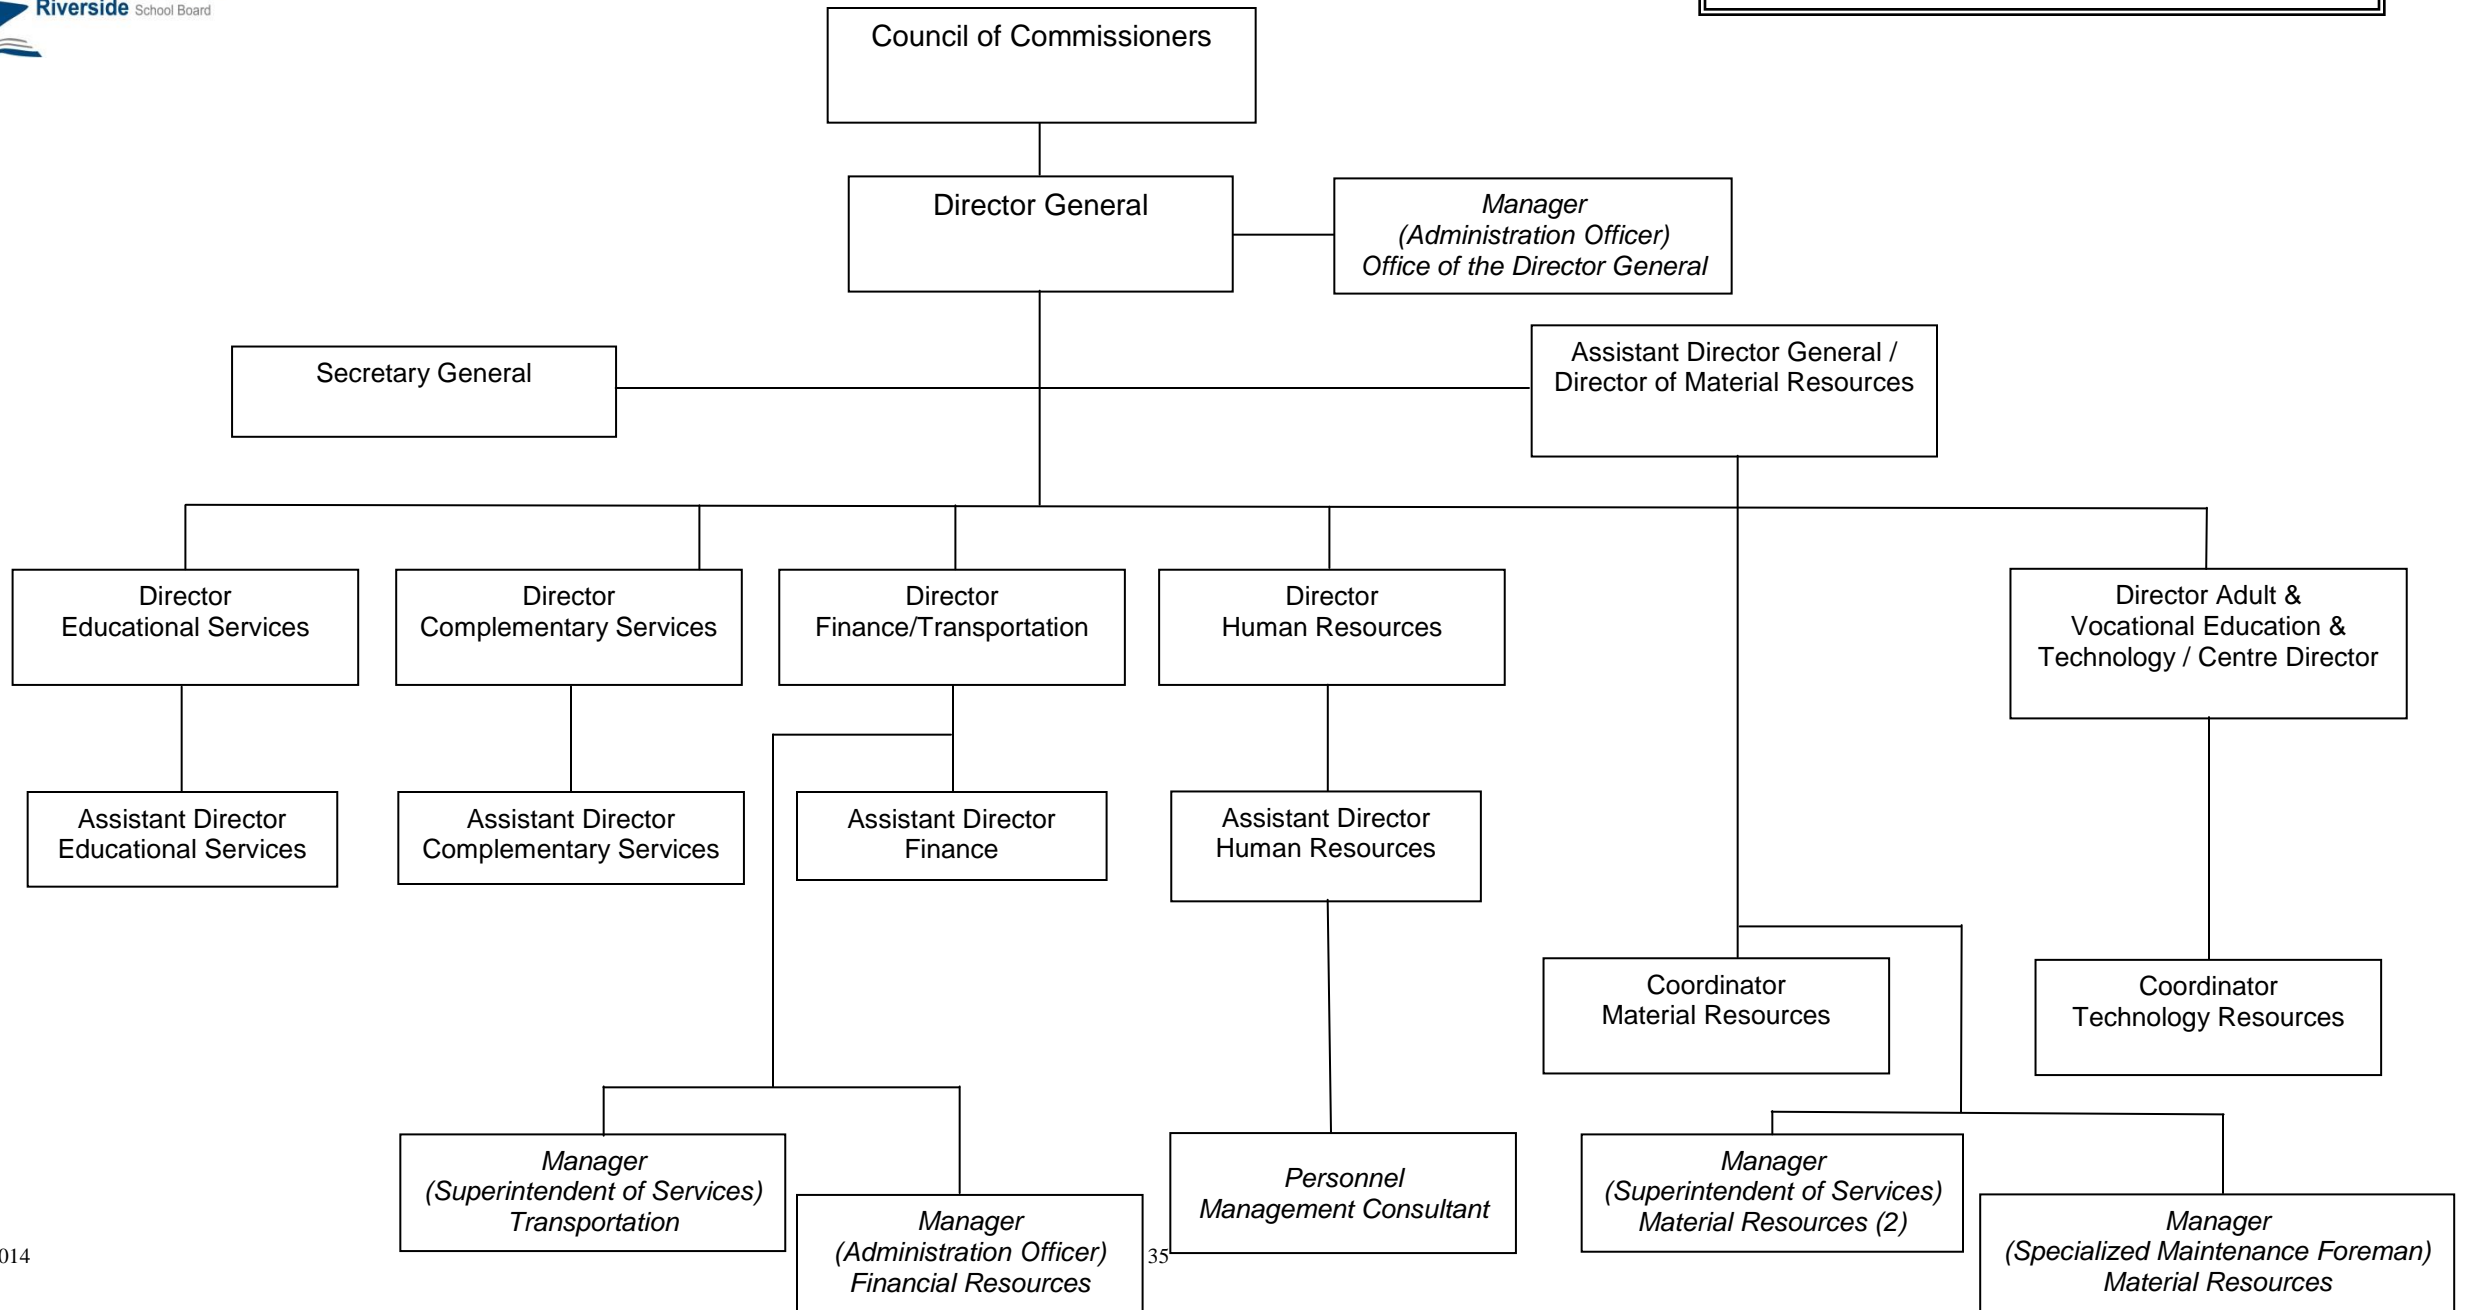 Riverside School Board
Council of Commissioners
Director General
Manager
(Administration Officer)
Office of the Director General
Secretary General
Assistant Director General /
Director of Material Resources
Director
Educational Services
Director
Complementary Services
Director
Finance/Transportation
Director
Human Resources
Director Adult &
Vocational Education &
Technology / Centre Director
Assistant Director
Educational Services
Assistant Director
Complementary Services
Assistant Director
Finance
Assistant Director
Human Resources
Coordinator
Material Resources
Coordinator
Technology Resources
Manager
(Superintendent of Services)
Transportation
Manager
(Administration Officer)
Financial Resources
Personnel
Management Consultant
Manager
(Superintendent of Services)
Material Resources (2)
Manager
(Specialized Maintenance Foreman)
Material Resources
014
35